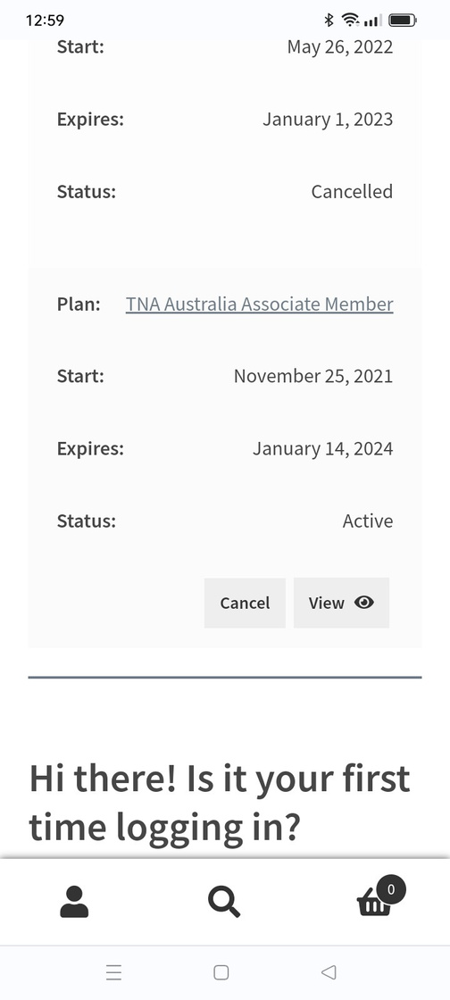 12:59
Start: May 26, 2022
Expires: January 1, 2023
Status: Cancelled
Plan: TNA Australia Associate Member
Start: November 25, 2021
Expires: January 14, 2024
Status: Active
Cancel View
Hi there! Is it your first
time logging in?
0